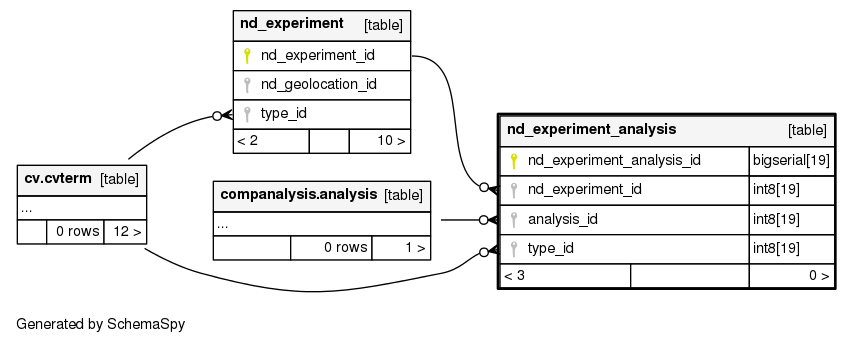 nd_experiment [table]
nd_experiment_id
nd_geolocation_id
type_id
< 2 10 >
nd_experiment_analysis [table]
nd_experiment_analysis_id bigserial[19]
nd_experiment_id int8[19]
analysis_id int8[19]
type_id int8[19]
< 3 0 >
cv.cvterm [table]
...
0 rows 12 >
companalysis.analysis [table]
...
0 rows 1 >
Generated by SchemaSpy